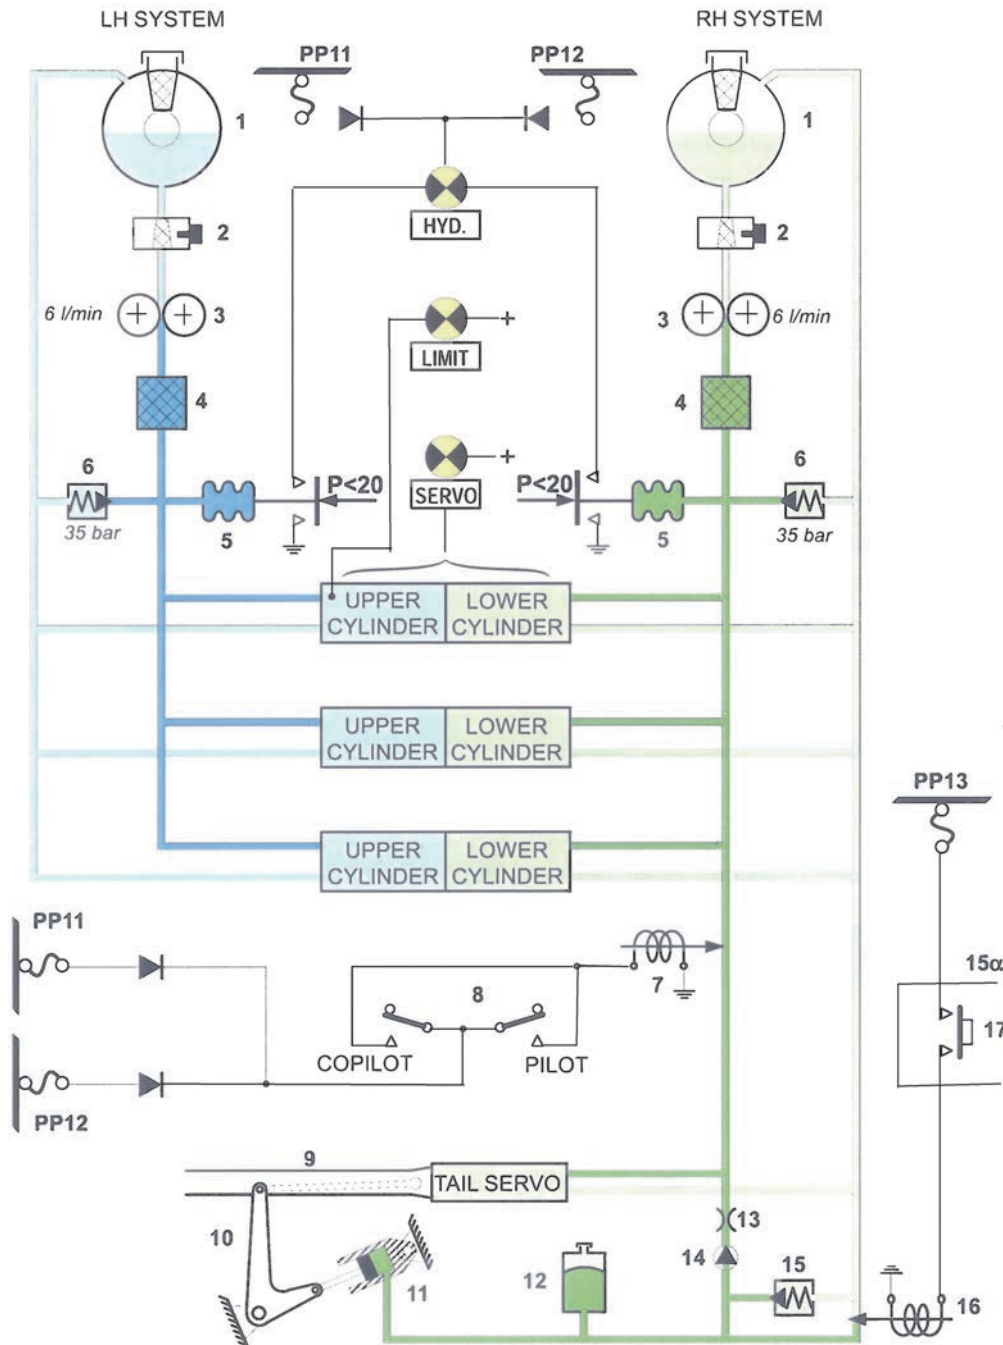 LH SYSTEM
RH SYSTEM
PP11
PP12
1
1
HYD.
2
2
6 l/min
3
3
6 l/min
LIMIT
4
4
6
P<20
SERVO
P<20
6
35 bar
5
5
35 bar
UPPER CYLINDER
LOWER CYLINDER
UPPER CYLINDER
LOWER CYLINDER
PP13
UPPER CYLINDER
LOWER CYLINDER
PP11
15α
7
8
17
COPILOT
PILOT
PP12
9
TAIL SERVO
13
10
14
12
15
11
16